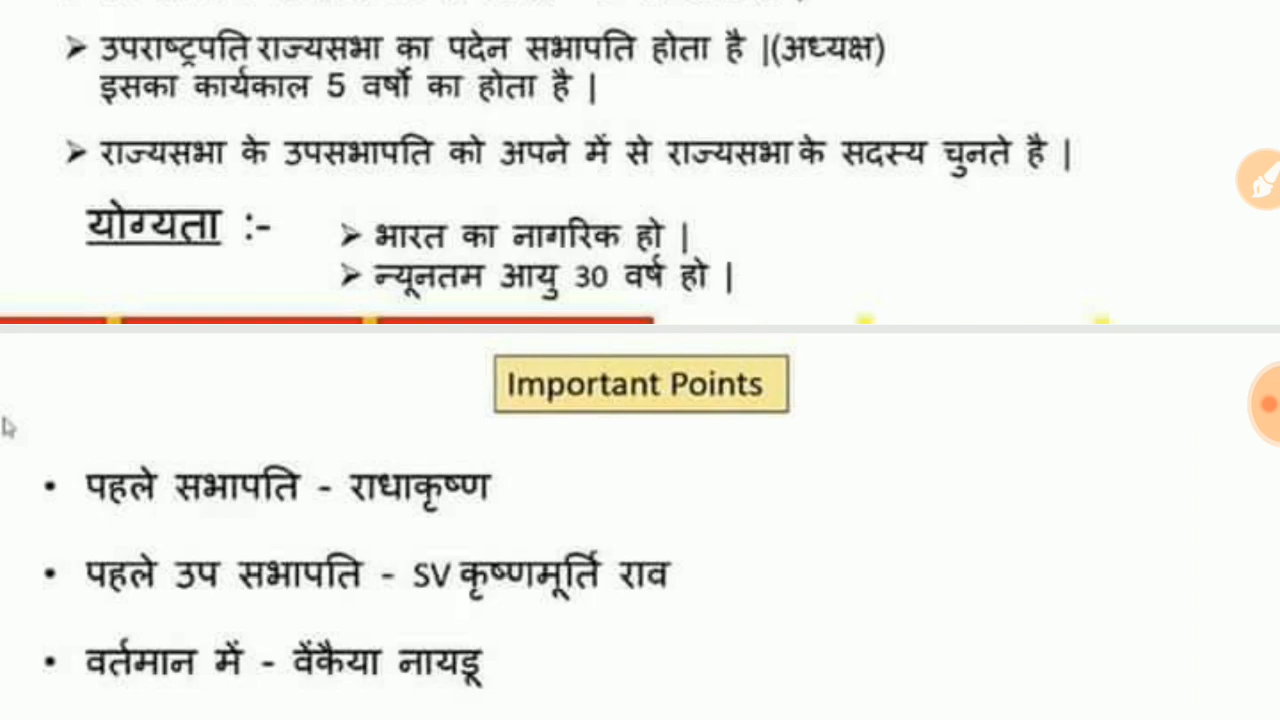 उपराष्ट्रपति राज्यसभा का पदेन सभापति होता है |(अध्यक्ष)
इसका कार्यकाल 5 वर्षो का होता है |
राज्यसभा के उपसभापति को अपने में से राज्यसभा के सदस्य चुनते है |
योग्यता :-
भारत का नागरिक हो |
न्यूनतम आयु 30 वर्ष हो |
Important Points
• पहले सभापति - राधाकृष्ण
• पहले उप सभापति - SV कृष्णमूर्ति राव
• वर्तमान में - वेंकैया नायडू